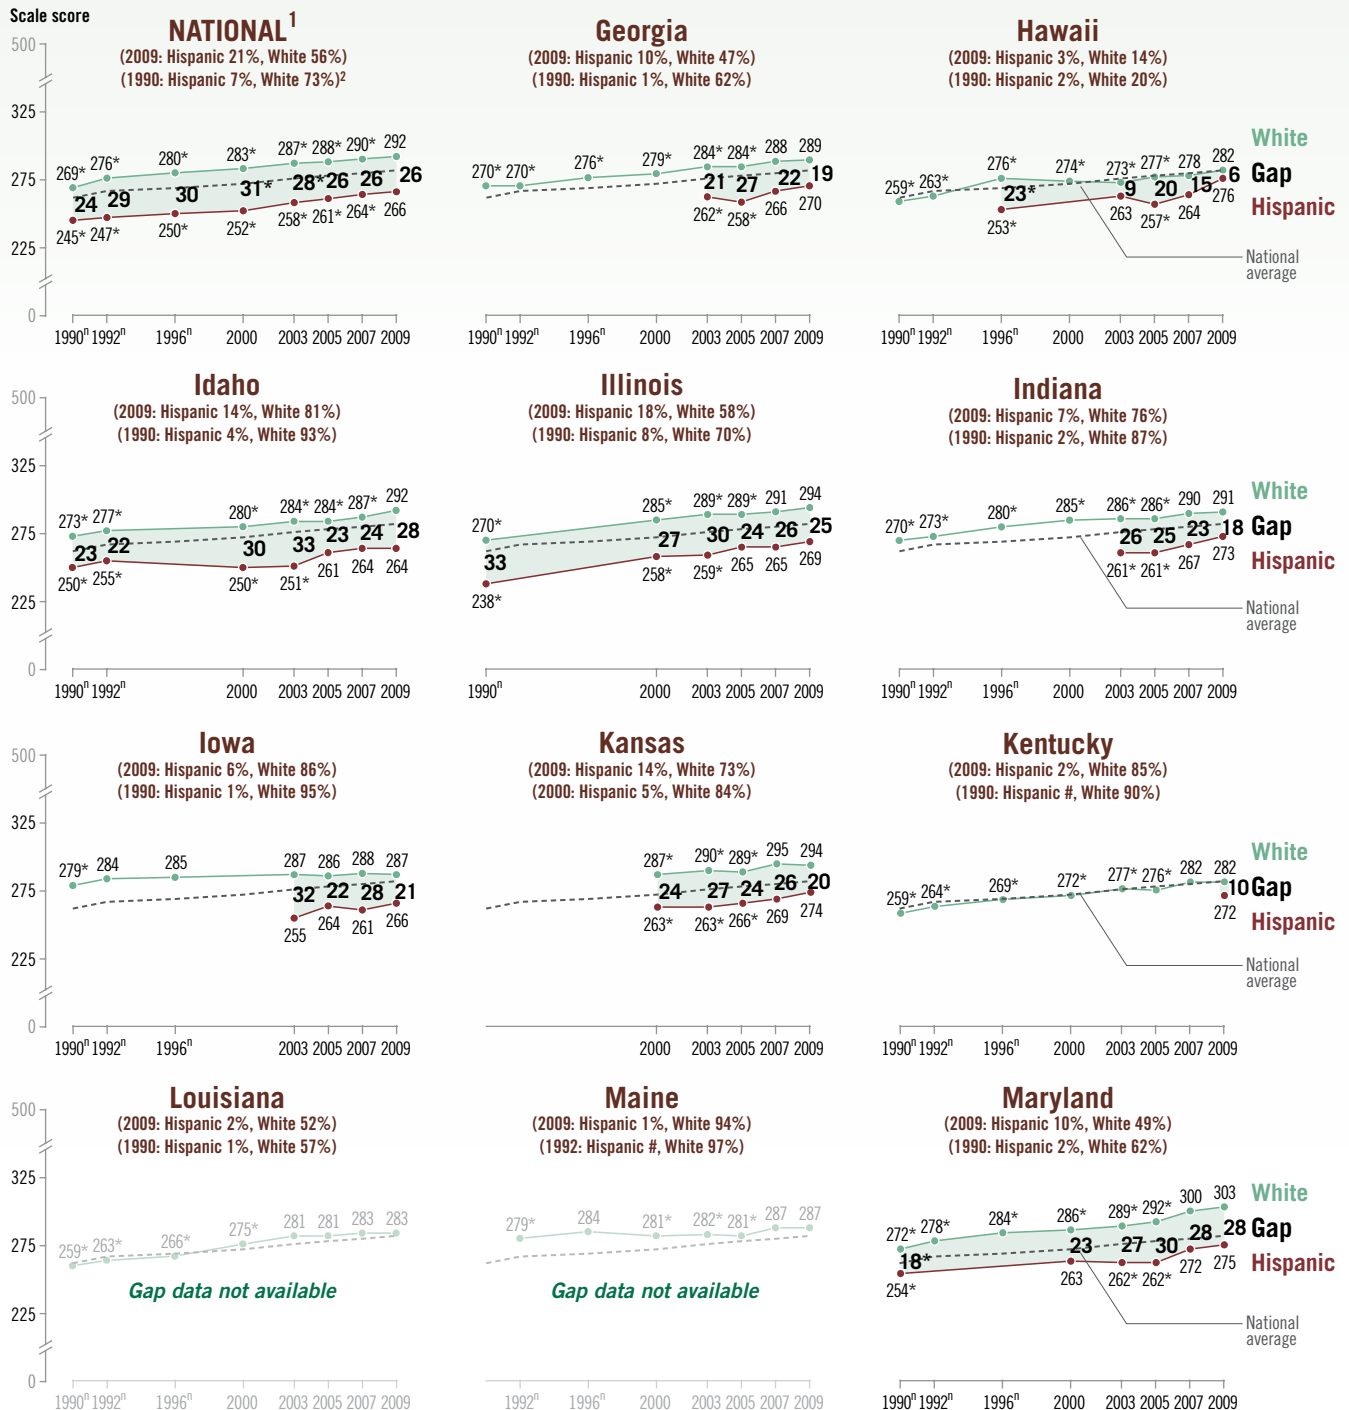 Scale score
NATIONAL1
(2009: Hispanic 21%, White 56%)
(1990: Hispanic 7%, White 73%)2
500
325
275
225
0
269* 276* 280* 283* 287* 288* 290* 292
24 29 30 31* 28* 26 26 26
245* 247* 250* 252* 258* 261* 264* 266
1990n 1992n 1996n 2000 2003 2005 2007 2009
Georgia
(2009: Hispanic 10%, White 47%)
(1990: Hispanic 1%, White 62%)
270* 270* 276* 279* 284* 284* 288 289
21 27 22 19
262* 258* 266 270
1990n 1992n 1996n 2000 2003 2005 2007 2009
Hawaii
(2009: Hispanic 3%, White 14%)
(1990: Hispanic 2%, White 20%)
259* 263* 276* 274* 273* 277* 278 282
23* 9 20 15 6
253* 263 257* 264 276
White
Gap
Hispanic
National
average
1990n 1992n 1996n 2000 2003 2005 2007 2009
Idaho
(2009: Hispanic 14%, White 81%)
(1990: Hispanic 4%, White 93%)
500
325
275
225
0
273* 277* 280* 284* 284* 287* 292
23 22 30 33 23 24 28
250* 255* 250* 251* 261 264 264
1990n 1992n 2000 2003 2005 2007 2009
Illinois
(2009: Hispanic 18%, White 58%)
(1990: Hispanic 8%, White 70%)
270* 285* 289* 289* 291 294
33 27 30 24 26 25
238* 258* 259* 265 265 269
1990n 2000 2003 2005 2007 2009
Indiana
(2009: Hispanic 7%, White 76%)
(1990: Hispanic 2%, White 87%)
270* 273* 280* 285* 286* 286* 290 291
26 25 23 18
261* 261* 267 273
White
Gap
Hispanic
National
average
1990n 1992n 1996n 2000 2003 2005 2007 2009
Iowa
(2009: Hispanic 6%, White 86%)
(1990: Hispanic 1%, White 95%)
500
325
275
225
0
279* 284 285 287 286 288 287
32 22 28 21
255 264 261 266
1990n 1992n 1996n 2003 2005 2007 2009
Kansas
(2009: Hispanic 14%, White 73%)
(2000: Hispanic 5%, White 84%)
287* 290* 289* 295 294
24 27 24 26 20
263* 263* 266* 269 274
2000 2003 2005 2007 2009
Kentucky
(2009: Hispanic 2%, White 85%)
(1990: Hispanic #, White 90%)
259* 264* 269* 272* 277* 276* 282 282
10
272
White
Gap
Hispanic
National
average
1990n 1992n 1996n 2000 2003 2005 2007 2009
Louisiana
(2009: Hispanic 2%, White 52%)
(1990: Hispanic 1%, White 57%)
500
325
275
225
0
259* 263* 266* 275* 281 281 283 283
Gap data not available
1990n 1992n 1996n 2000 2003 2005 2007 2009
Maine
(2009: Hispanic 1%, White 94%)
(1992: Hispanic #, White 97%)
279* 284 281* 282* 281* 287 287
Gap data not available
1992n 1996n 2000 2003 2005 2007 2009
Maryland
(2009: Hispanic 10%, White 49%)
(1990: Hispanic 2%, White 62%)
272* 278* 284* 286* 289* 292* 300 303
18* 23 27 30 28 28
254* 263 262* 262* 272 275
White
Gap
Hispanic
National
average
1990n 1992n 1996n 2000 2003 2005 2007 2009